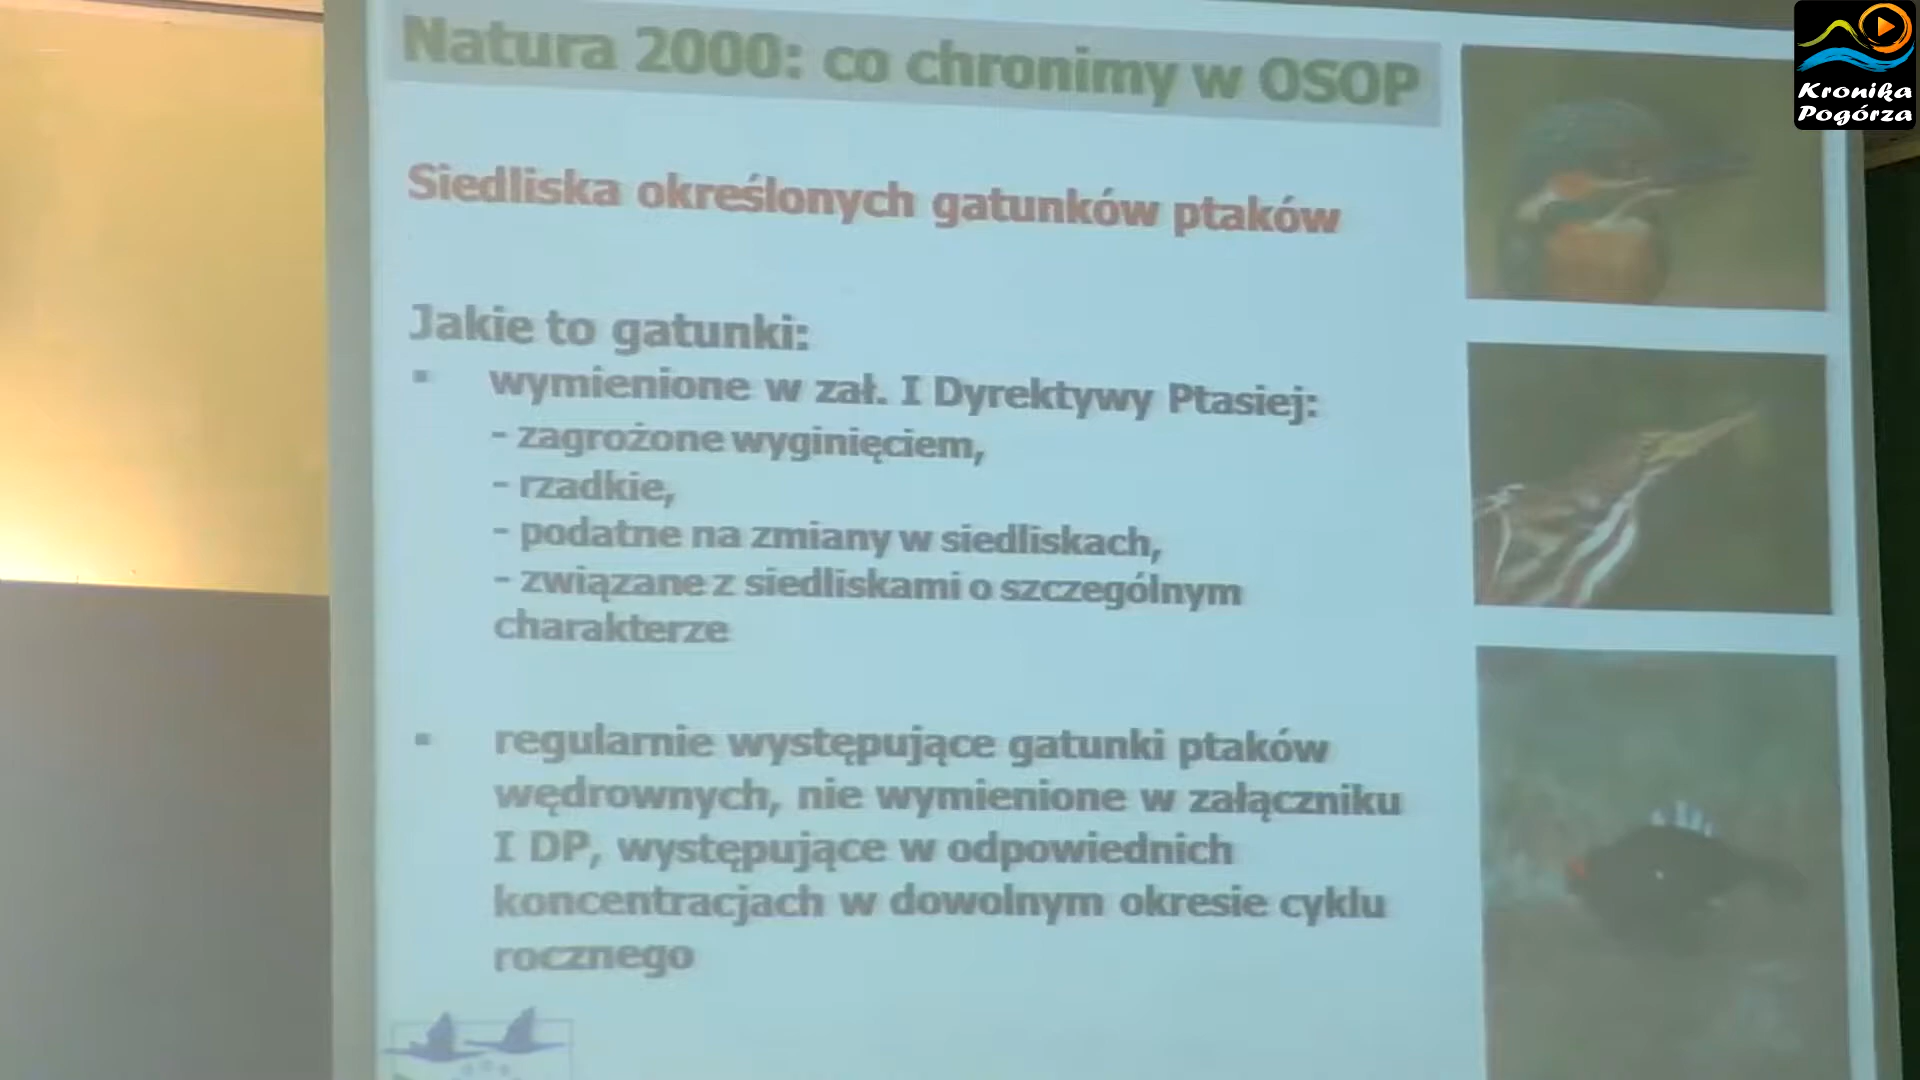 Natura 2000: co chronimy w OSOP
Siedliska określonych gatunków ptaków
Jakie to gatunki:
▪ wymienione w zał. I Dyrektywy Ptasiej:
- zagrożone wyginięciem,
- rzadkie,
- podatne na zmiany w siedliskach,
- związane z siedliskami o szczególnym
charakterze
▪ regularnie występujące gatunki ptaków
wędrownych, nie wymienione w załączniku
I DP, występujące w odpowiednich
koncentracjach w dowolnym okresie cyklu
rocznego
Kronika
Pogórza